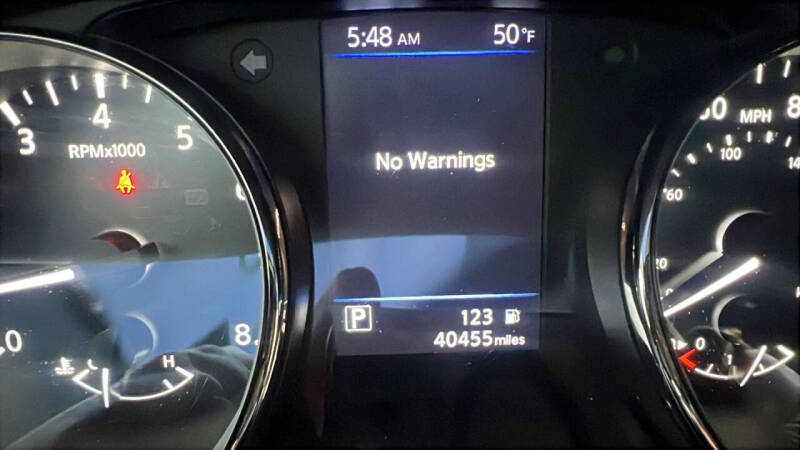 5:48 AM 50°F
4
3 5
RPMx1000
MPH
100
60
No Warnings
P 123
40455 miles
0 8
H
0 1